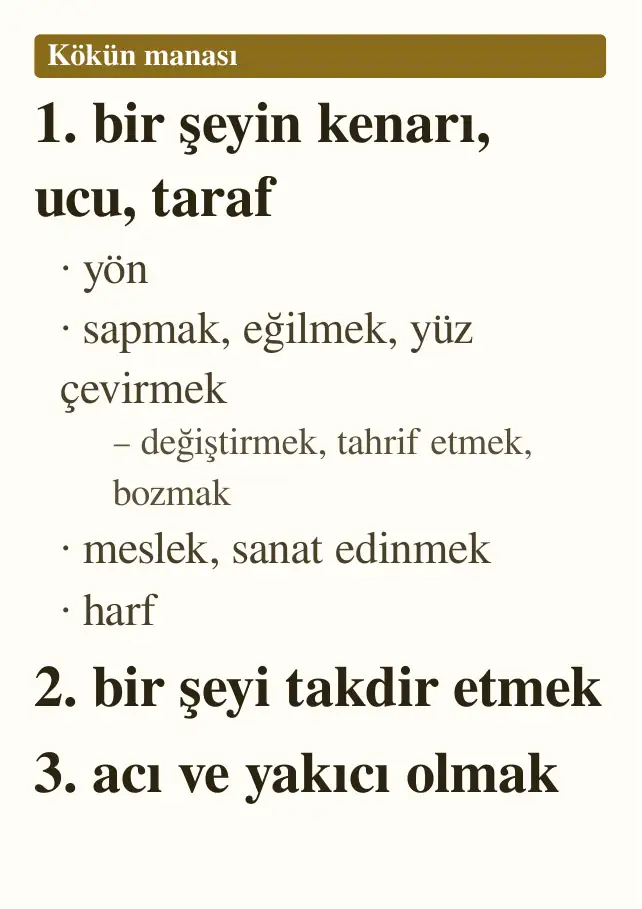 Kökün manası
1. bir şeyin kenarı,
ucu, taraf
· yön
· sapmak, eğilmek, yüz
çevirmek
– değiştirmek, tahrif etmek,
bozmak
· meslek, sanat edinmek
· harf
2. bir şeyi takdir etmek
3. acı ve yakıcı olmak